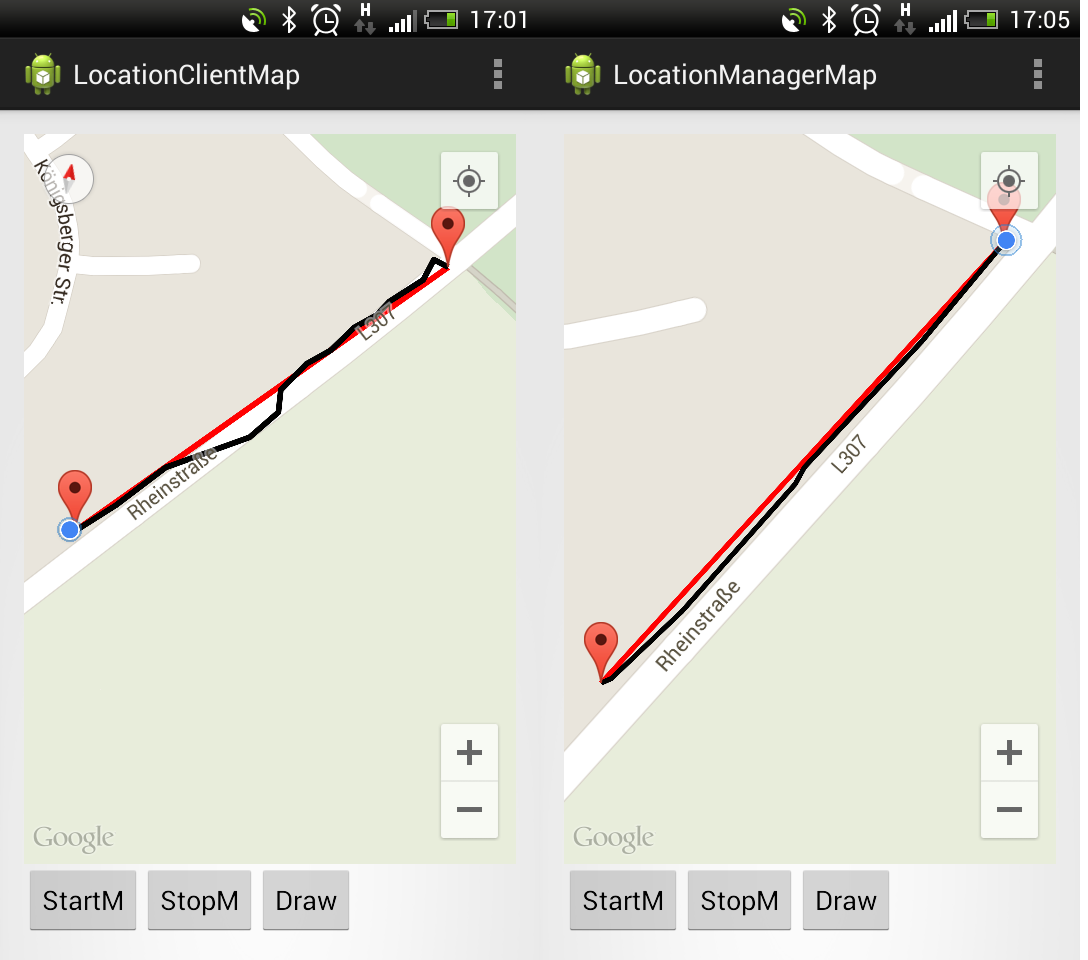 H 17:01
LocationClientMap
Königsberger Str.
L307
Rheinstraße
Google
StartM StopM Draw
H 17:05
LocationManagerMap
L307
Rheinstraße
Google
StartM StopM Draw